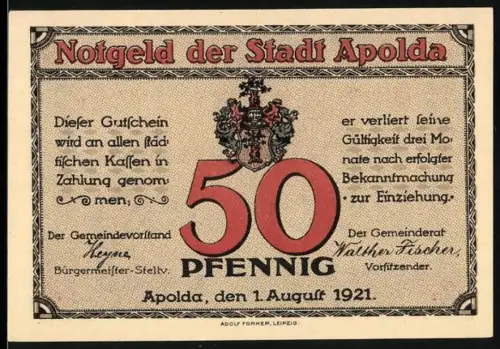 Notgeld der Stadt Apolda
Dieser Gutschein
wird an allen städ-
tischen Kassen in
Zahlung genom-
men;
er verliert seine
Gültigkeit drei Mo-
nate nach erfolgter
Bekanntmachung
zur Einziehung.
50
PFENNIG
Der Gemeindevorstand
Heyne
Bürgermeister-Stellv.
Der Gemeinderat
Walther Fischer,
Vorsitzender.
Apolda, den 1. August 1921.
ADOLF FORKER, LEIPZIG.